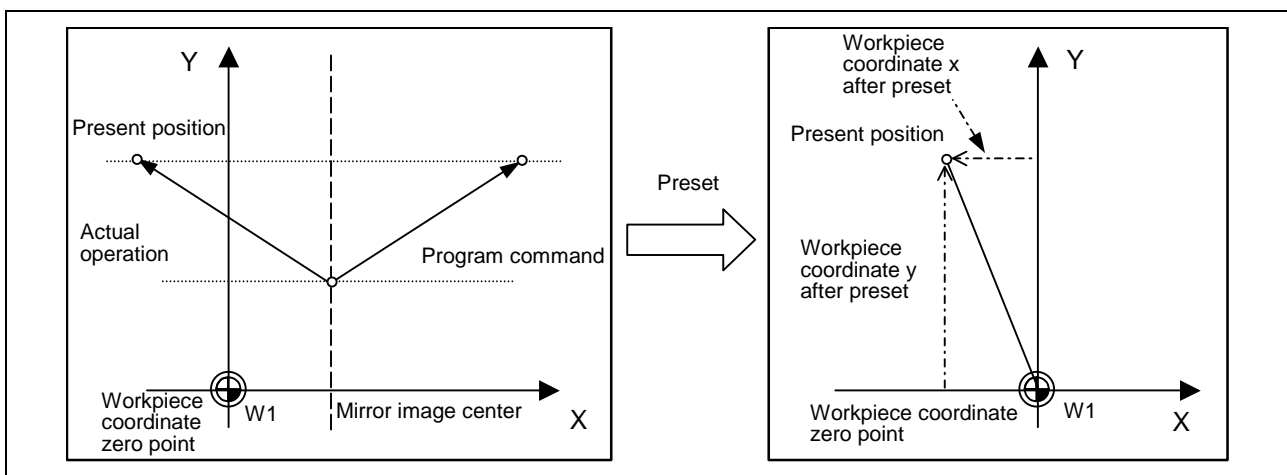 Y
Present position
Actual
operation
Program command
Workpiece
coordinate
zero point
W1
Mirror image center
X
Preset
Workpiece
coordinate x
after preset
Y
Present position
Workpiece
coordinate y
after preset
Workpiece coordinate
zero point
W1
X